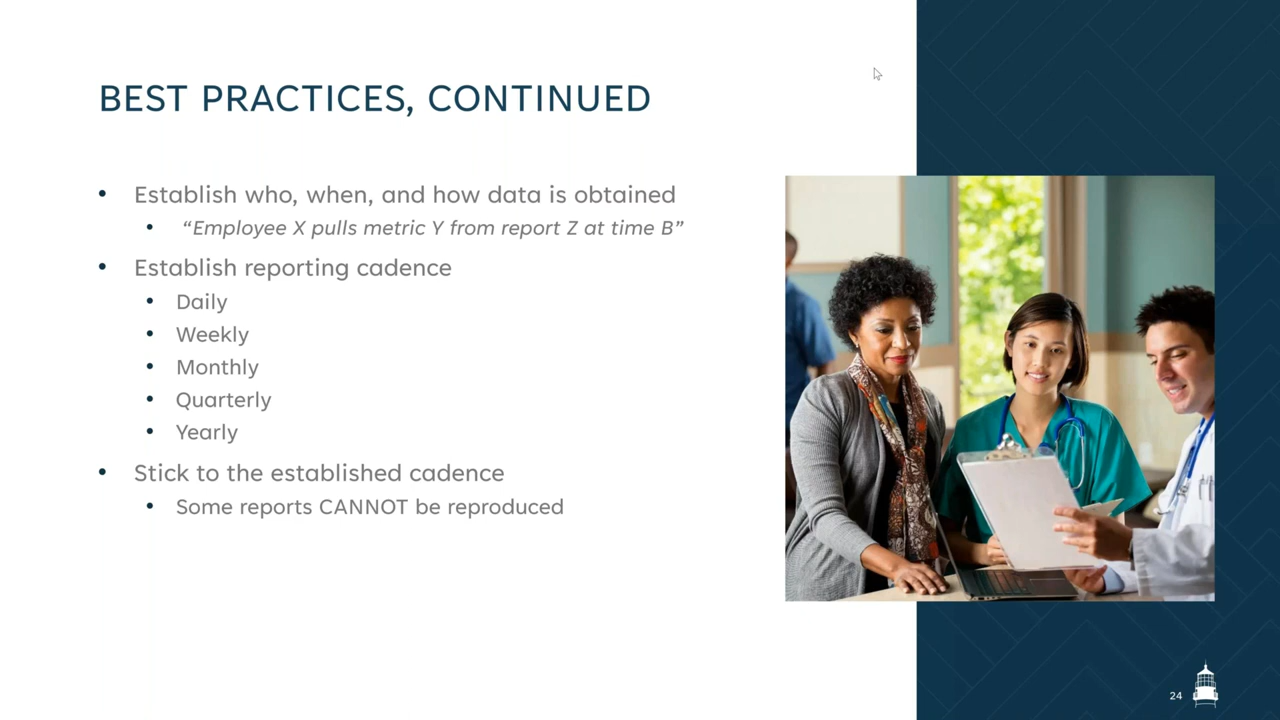 BEST PRACTICES, CONTINUED
• Establish who, when, and how data is obtained
• “Employee X pulls metric Y from report Z at time B”
• Establish reporting cadence
• Daily
• Weekly
• Monthly
• Quarterly
• Yearly
• Stick to the established cadence
• Some reports CANNOT be reproduced
24